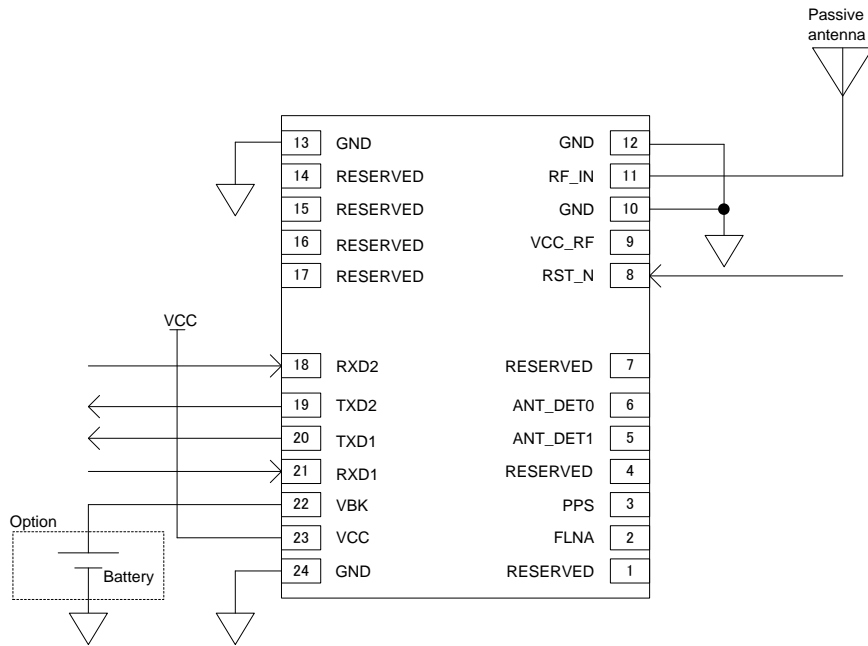 Passive
antenna
13 GND GND 12
14 RESERVED RF_IN 11
15 RESERVED GND 10
16 RESERVED VCC_RF 9
17 RESERVED RST_N 8
VCC
18 RXD2 RESERVED 7
19 TXD2 ANT_DET0 6
20 TXD1 ANT_DET1 5
21 RXD1 RESERVED 4
22 VBK PPS 3
Option
23 VCC FLNA 2
Battery
24 GND RESERVED 1